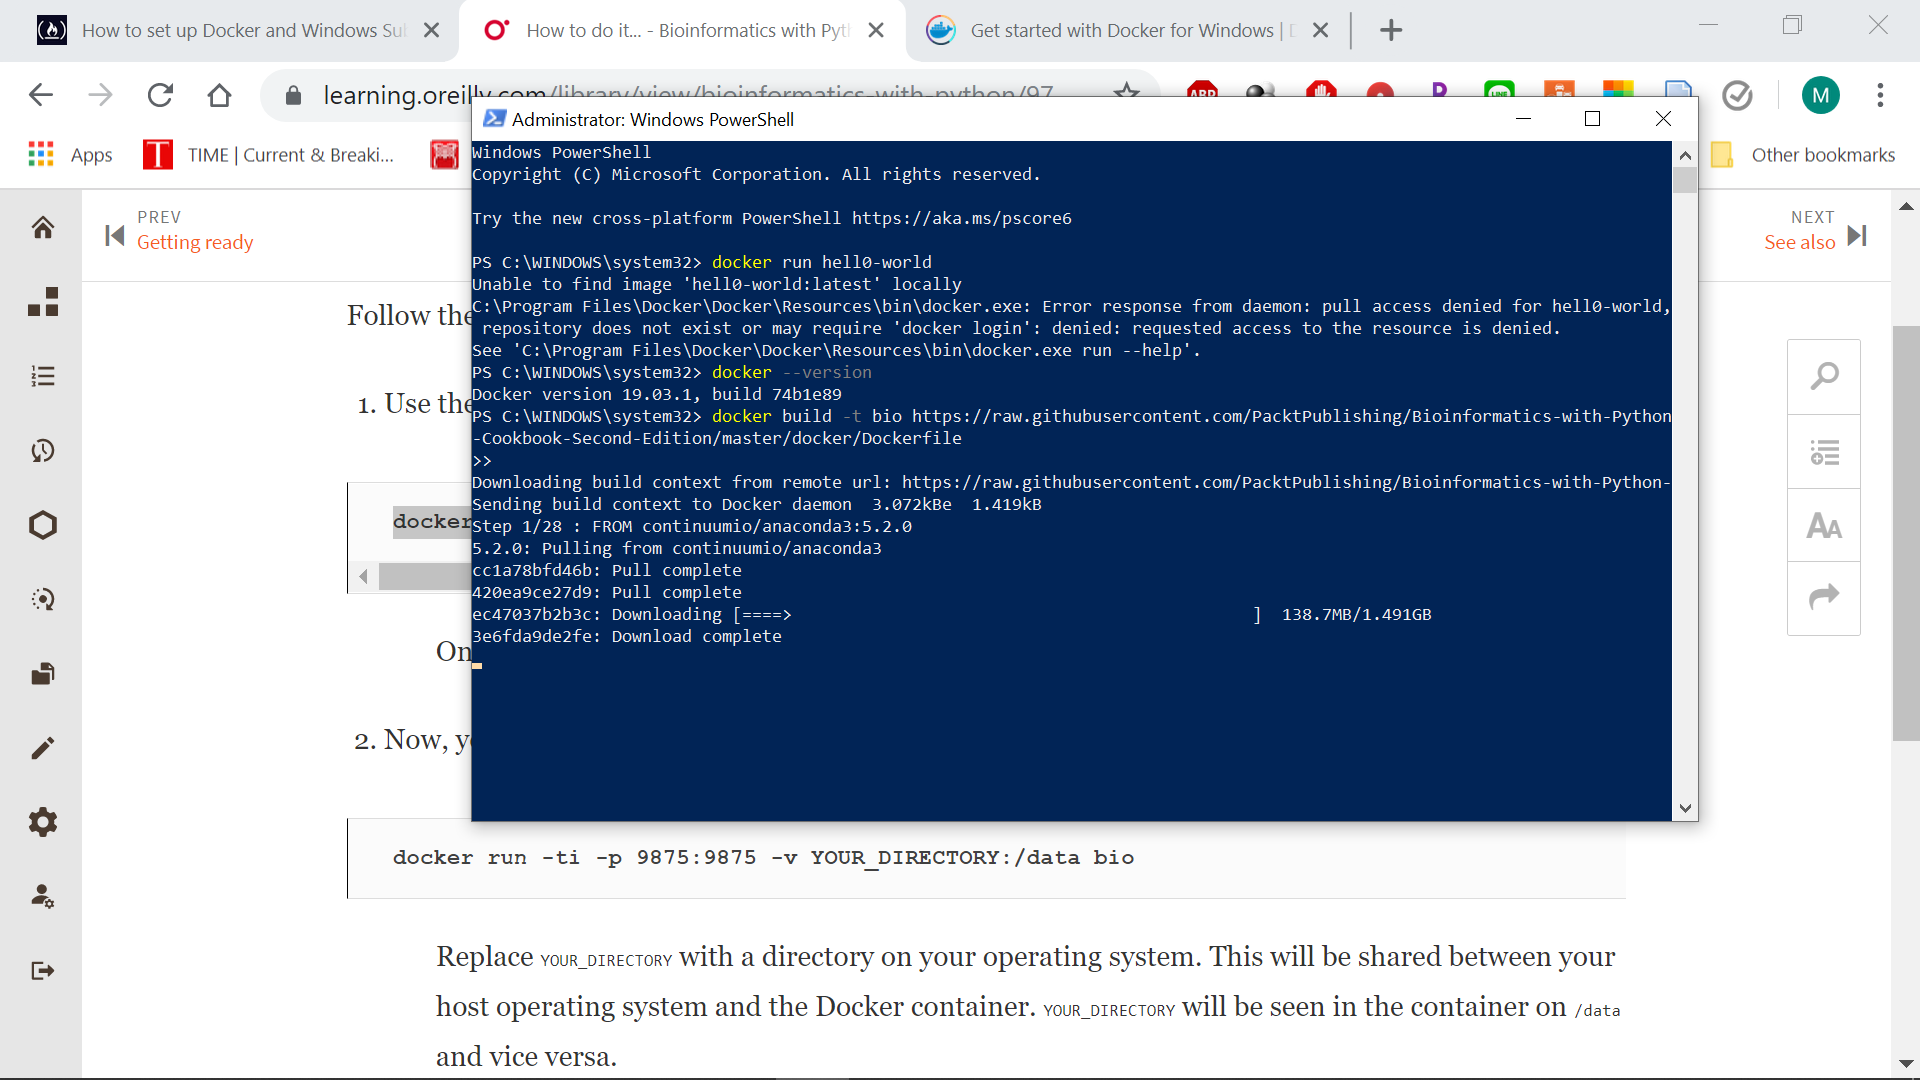 How to set up Docker and Windows Su
How to do it... - Bioinformatics with Pyt
Get started with Docker for Windows | D
learning.oreilly.com/library/view/bioinformatics-with-python/97
ABP
LINE
M
Apps
T
TIME | Current & Breaki...
Other bookmarks
Administrator: Windows PowerShell
Windows PowerShell
Copyright (C) Microsoft Corporation. All rights reserved.
Try the new cross-platform PowerShell https://aka.ms/pscore6
PS C:\WINDOWS\system32> docker run hell0-world
Unable to find image 'hell0-world:latest' locally
C:\Program Files\Docker\Docker\Resources\bin\docker.exe: Error response from daemon: pull access denied for hell0-world,
repository does not exist or may require 'docker login': denied: requested access to the resource is denied.
See 'C:\Program Files\Docker\Docker\Resources\bin\docker.exe run --help'.
PS C:\WINDOWS\system32> docker --version
Docker version 19.03.1, build 74b1e89
PS C:\WINDOWS\system32> docker build -t bio https://raw.githubusercontent.com/PacktPublishing/Bioinformatics-with-Python
-Cookbook-Second-Edition/master/docker/Dockerfile
>>
Downloading build context from remote url: https://raw.githubusercontent.com/PacktPublishing/Bioinformatics-with-Python-
Sending build context to Docker daemon  3.072kBe  1.419kB
Step 1/28 : FROM continuumio/anaconda3:5.2.0
5.2.0: Pulling from continuumio/anaconda3
cc1a78bfd46b: Pull complete
420ea9ce27d9: Pull complete
ec47037b2b3c: Downloading [====>                                              ]  138.7MB/1.491GB
3e6fda9de2fe: Download complete
PREV
Getting ready
NEXT
See also
Follow the
1. Use the
docker
On
2. Now, y
AA
docker run -ti -p 9875:9875 -v YOUR_DIRECTORY:/data bio
Replace YOUR_DIRECTORY with a directory on your operating system. This will be shared between your
host operating system and the Docker container. YOUR_DIRECTORY will be seen in the container on /data
and vice versa.